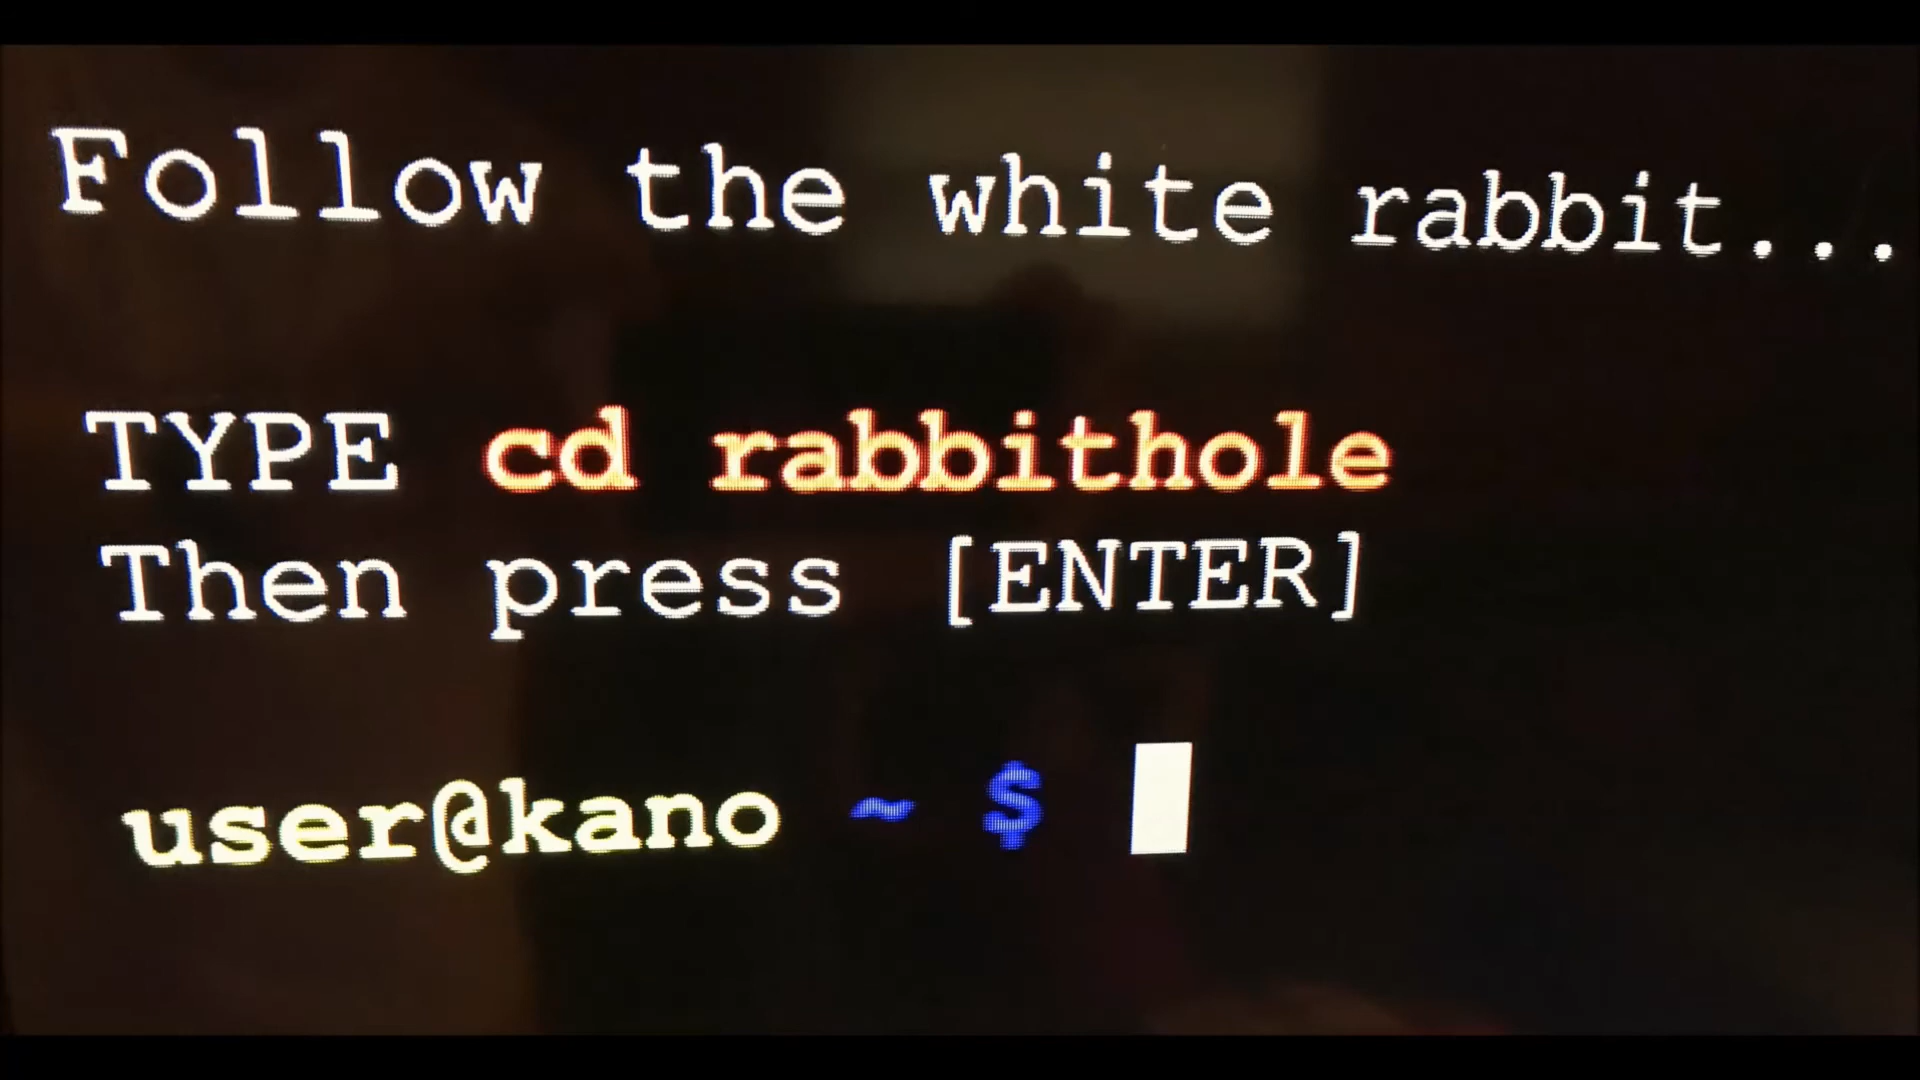 Follow the white rabbit...
TYPE cd rabbithole
Then press [ENTER]
user@kano ~ $